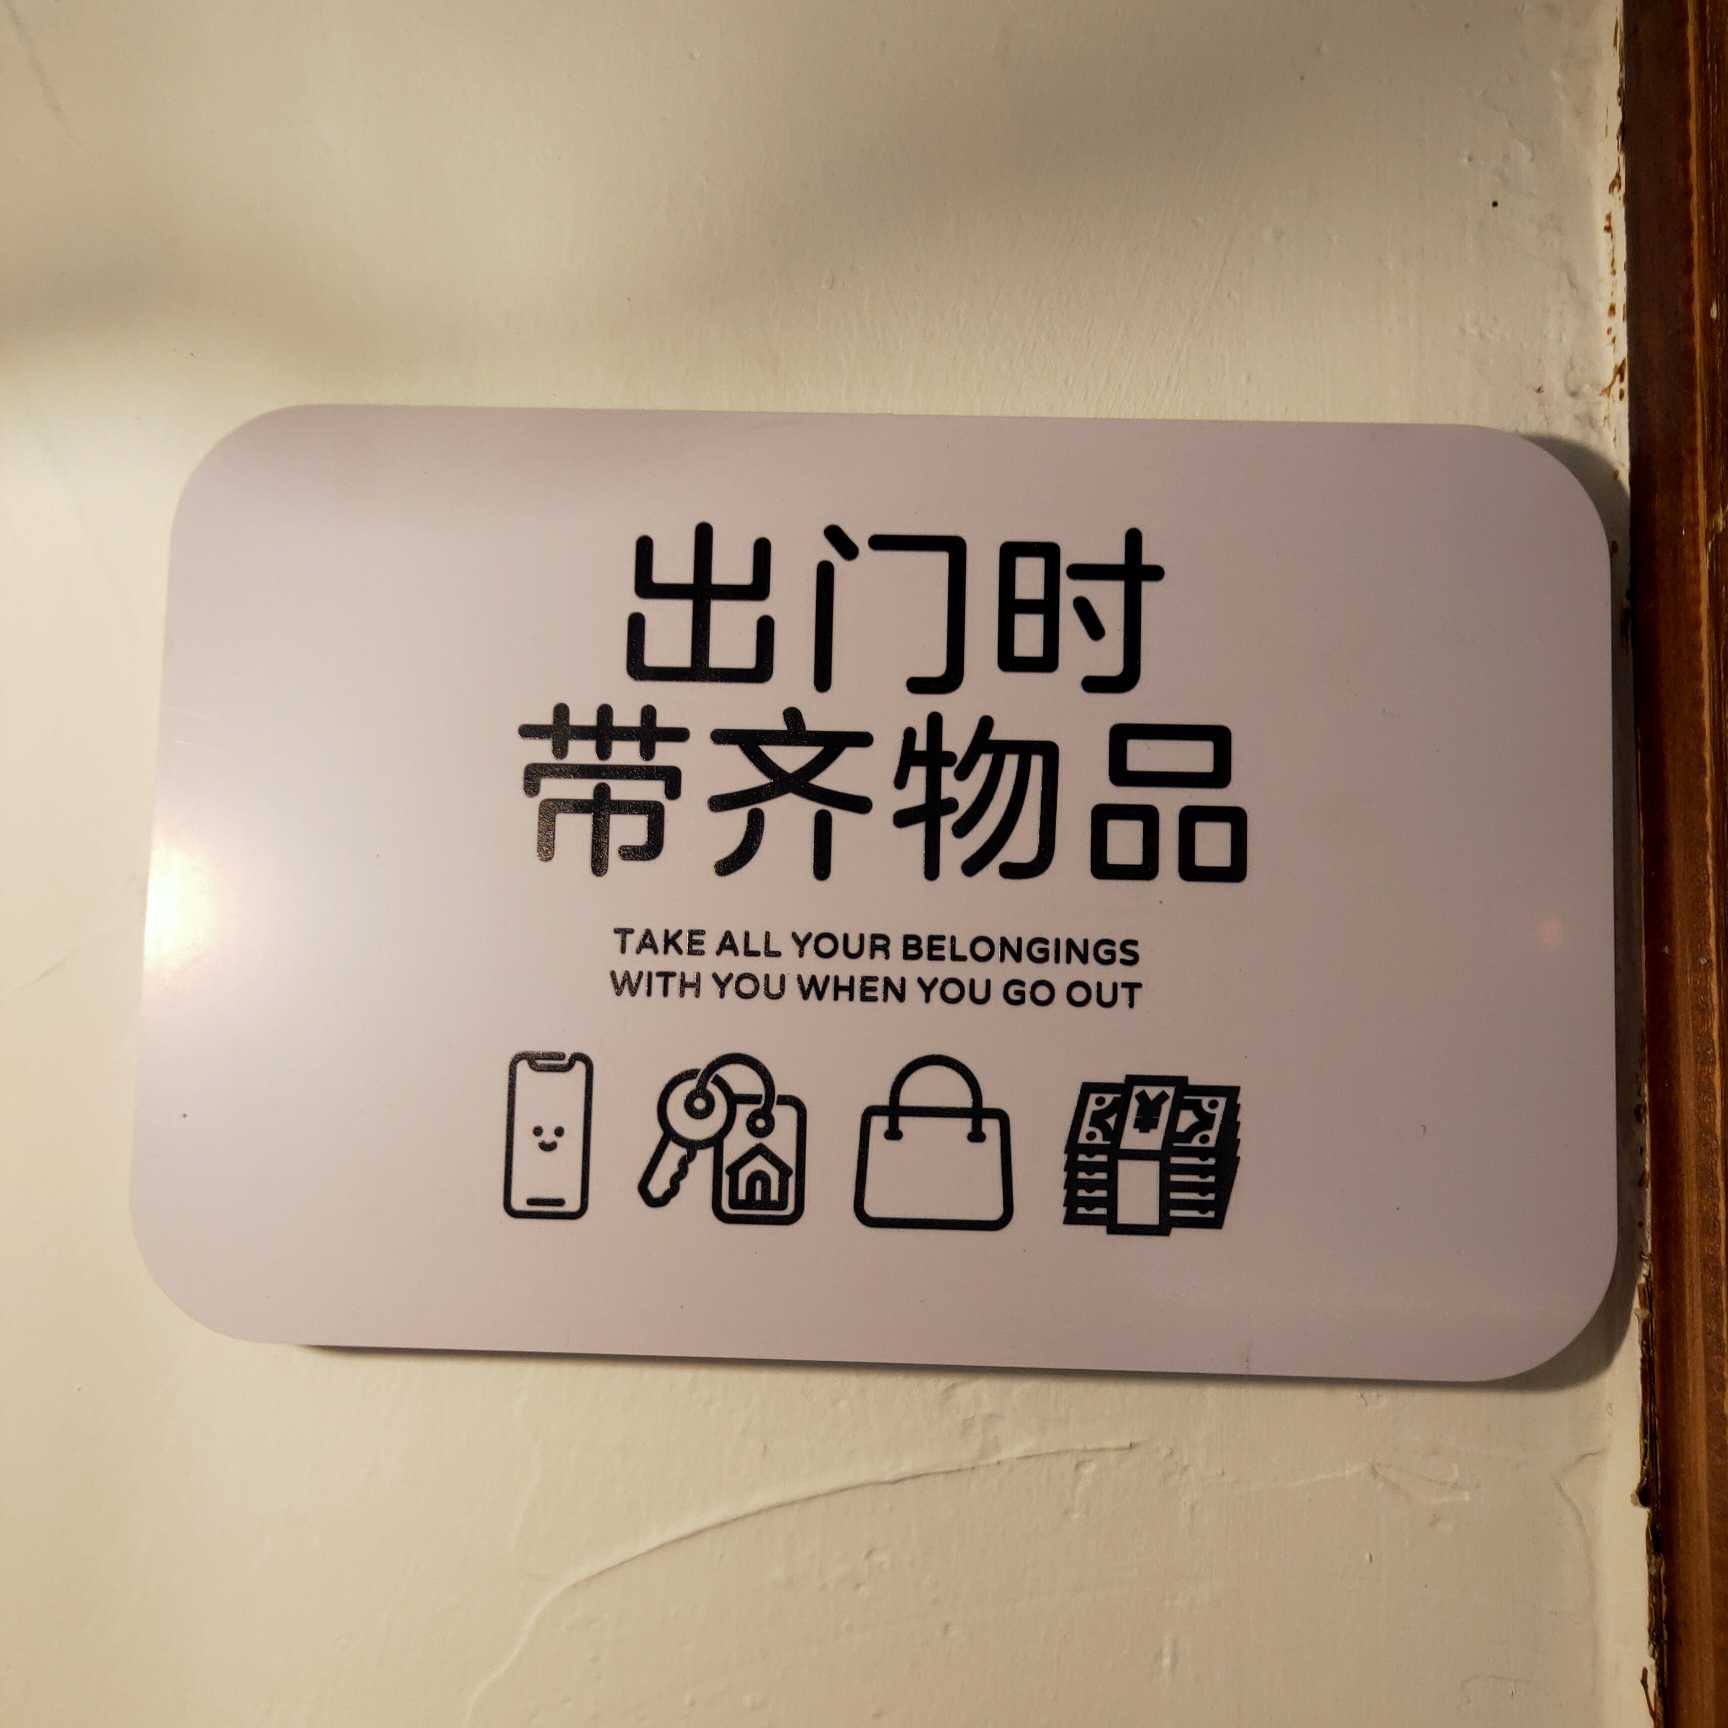 出门时
带齐物品
TAKE ALL YOUR BELONGINGS
WITH YOU WHEN YOU GO OUT
¥